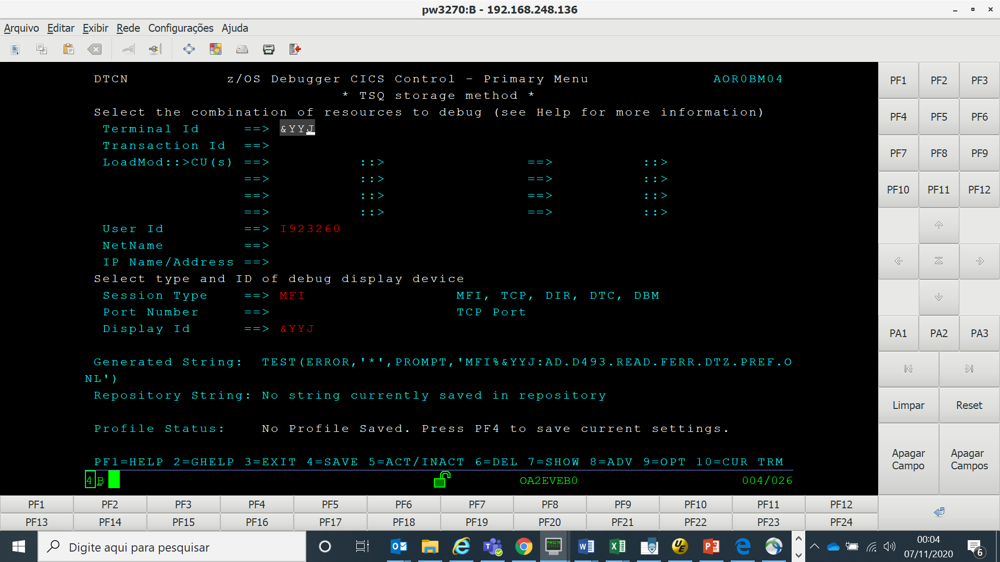 pw3270:B - 192.168.248.136
Arquivo Editar Exibir Rede Configurações Ajuda
DTCN z/OS Debugger CICS Control - Primary Menu AOR0BM04
* TSQ storage method *
Select the combination of resources to debug (see Help for more information)
Terminal Id ==> &YYJ
Transaction Id ==>
LoadMod::>CU(s) ==> ::> ==> ::>
==> ::> ==> ::>
==> ::> ==> ::>
==> ::> ==> ::>
User Id ==> I923260
NetName ==>
IP Name/Address ==>
Select type and ID of debug display device
Session Type ==> MFI MFI, TCP, DIR, DTC, DBM
Port Number ==> TCP Port
Display Id ==> &YYJ
Generated String: TEST(ERROR,'*',PROMPT,'MFI%&YYJ:AD.D493.READ.FERR.DTZ.PREF.O
NL')
Repository String: No string currently saved in repository
Profile Status: No Profile Saved. Press PF4 to save current settings.
PF1=HELP 2=GHELP 3=EXIT 4=SAVE 5=ACT/INACT 6=DEL 7=SHOW 8=ADV 9=OPT 10=CUR TRM
4 B OA2EVEB0 004/026
PF1 PF2 PF3
PF4 PF5 PF6
PF7 PF8 PF9
PF10 PF11 PF12
PA1 PA2 PA3
Limpar Reset
Apagar Campo Apagar Campos
PF1 PF2 PF3 PF4 PF5 PF6 PF7 PF8 PF9 PF10 PF11 PF12
PF13 PF14 PF15 PF16 PF17 PF18 PF19 PF20 PF21 PF22 PF23 PF24
Digite aqui para pesquisar
PW3270
00:04
07/11/2020
6